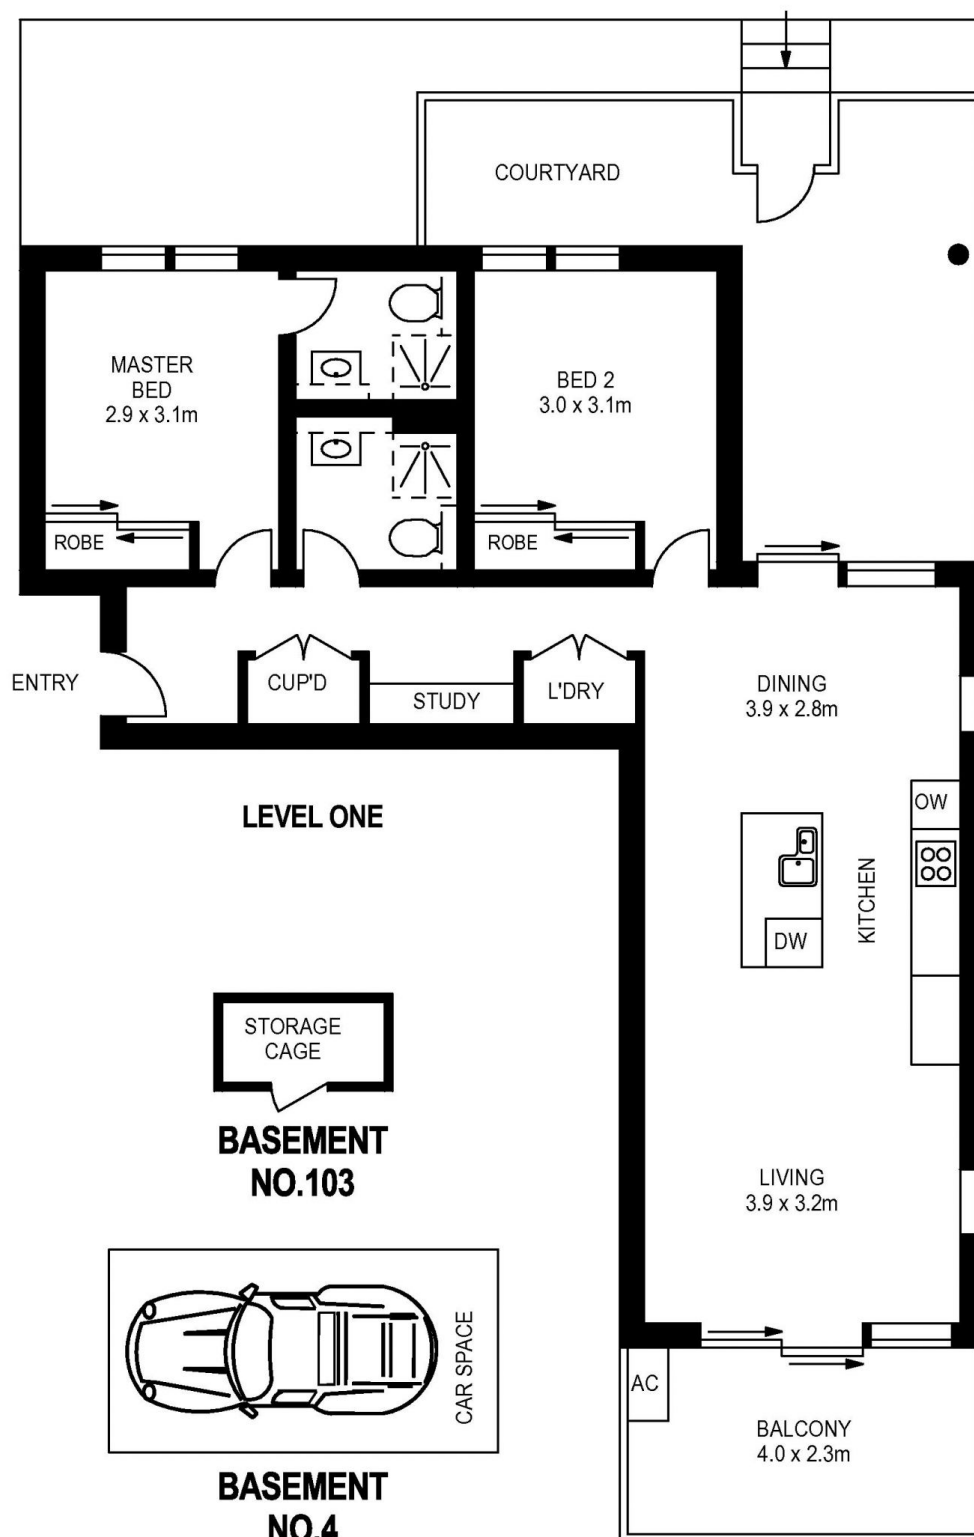 COURTYARD
MASTER
BED
2.9 x 3.1m
BED 2
3.0 x 3.1m
ROBE
ROBE
ENTRY
CUP'D
STUDY
L'DRY
DINING
3.9 x 2.8m
LEVEL ONE
OW
KITCHEN
DW
STORAGE
CAGE
BASEMENT
NO.103
LIVING
3.9 x 3.2m
CAR SPACE
AC
BALCONY
4.0 x 2.3m
BASEMENT
NO.4